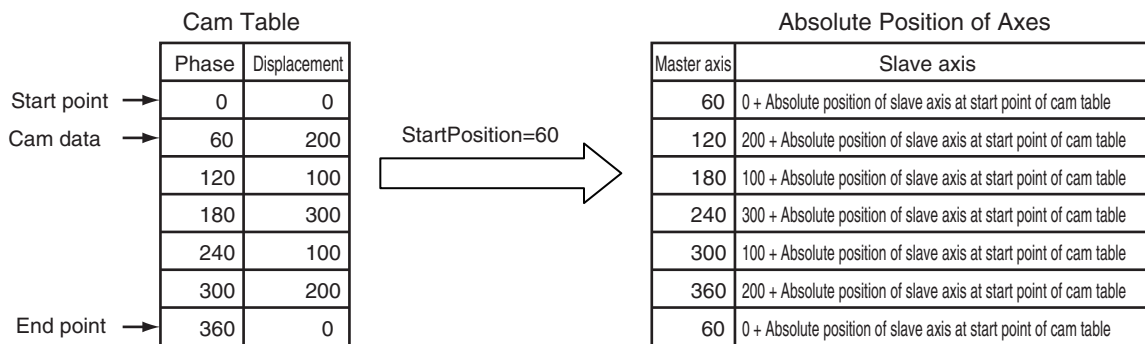 Cam Table
Phase Displacement
Start point 0 0
Cam data 60 200
120 100
180 300
240 100
300 200
End point 360 0
StartPosition=60
Absolute Position of Axes
Master axis Slave axis
60 0 + Absolute position of slave axis at start point of cam table
120 200 + Absolute position of slave axis at start point of cam table
180 100 + Absolute position of slave axis at start point of cam table
240 300 + Absolute position of slave axis at start point of cam table
300 100 + Absolute position of slave axis at start point of cam table
360 200 + Absolute position of slave axis at start point of cam table
60 0 + Absolute position of slave axis at start point of cam table